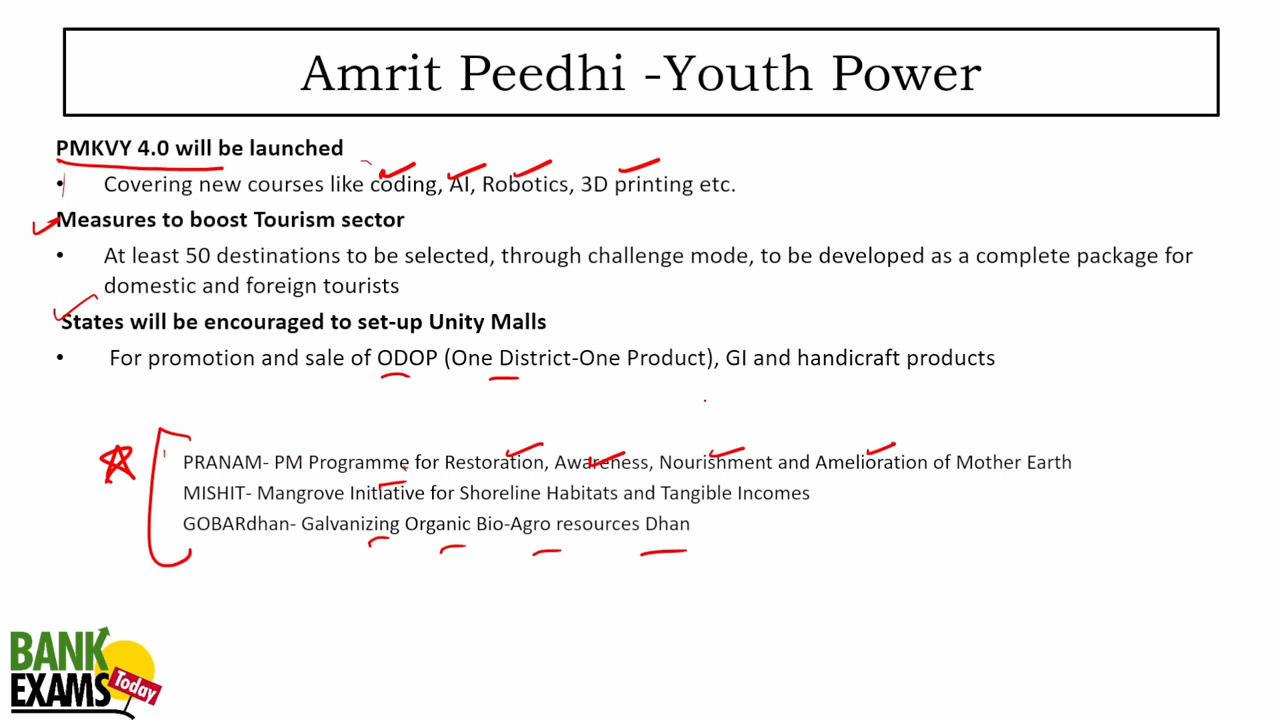 Amrit Peedhi -Youth Power
PMKVY 4.0 will be launched
• Covering new courses like coding, AI, Robotics, 3D printing etc.
Measures to boost Tourism sector
• At least 50 destinations to be selected, through challenge mode, to be developed as a complete package for
domestic and foreign tourists
States will be encouraged to set-up Unity Malls
• For promotion and sale of ODOP (One District-One Product), GI and handicraft products
PRANAM- PM Programme for Restoration, Awareness, Nourishment and Amelioration of Mother Earth
MISHIT- Mangrove Initiative for Shoreline Habitats and Tangible Incomes
GOBARdhan- Galvanizing Organic Bio-Agro resources Dhan
BANK
EXAMS
Today